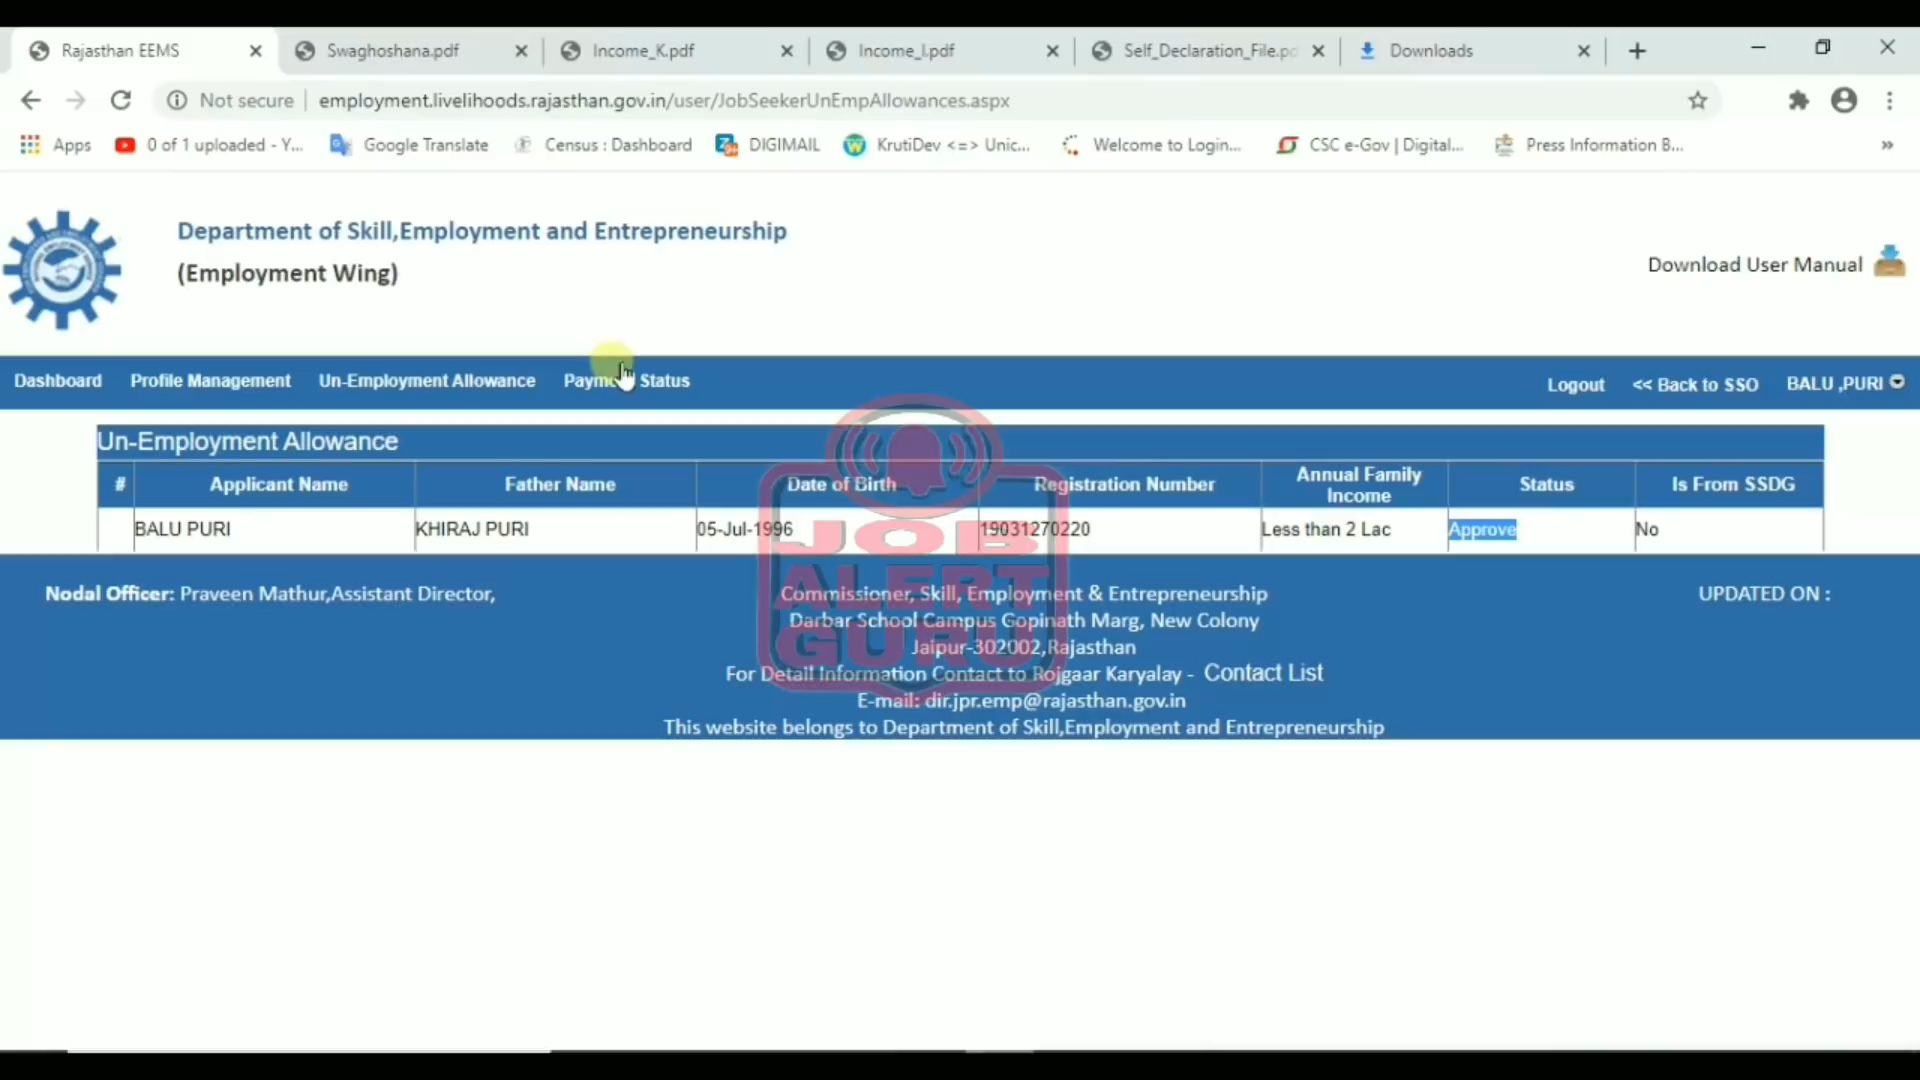 Rajasthan EEMS
Swaghoshana.pdf
Income_K.pdf
Income_I.pdf
Self_Declaration_File.pd
Downloads
Not secure
employment.livelihoods.rajasthan.gov.in/user/JobSeekerUnEmpAllowances.aspx
Apps
0 of 1 uploaded - Y...
Google Translate
Census : Dashboard
DIGIMAIL
KrutiDev <=> Unic...
Welcome to Login...
CSC e-Gov | Digital...
Press Information B...
»
Department of Skill,Employment and Entrepreneurship
(Employment Wing)
Download User Manual
Dashboard Profile Management Un-Employment Allowance Payment Status Logout << Back to SSO BALU ,PURI
Un-Employment Allowance
# Applicant Name Father Name Date of Birth Registration Number Annual Family Income Status Is From SSDG
BALU PURI KHIRAJ PURI 05-Jul-1996 19031270220 Less than 2 Lac Approve No
JOB
ALERT
GURU
Nodal Officer: Praveen Mathur,Assistant Director,
Commissioner, Skill, Employment & Entrepreneurship
Darbar School Campus Gopinath Marg, New Colony
Jaipur-302002,Rajasthan
For Detail Information Contact to Rojgaar Karyalay - Contact List
E-mail: dir.jpr.emp@rajasthan.gov.in
This website belongs to Department of Skill,Employment and Entrepreneurship
UPDATED ON :